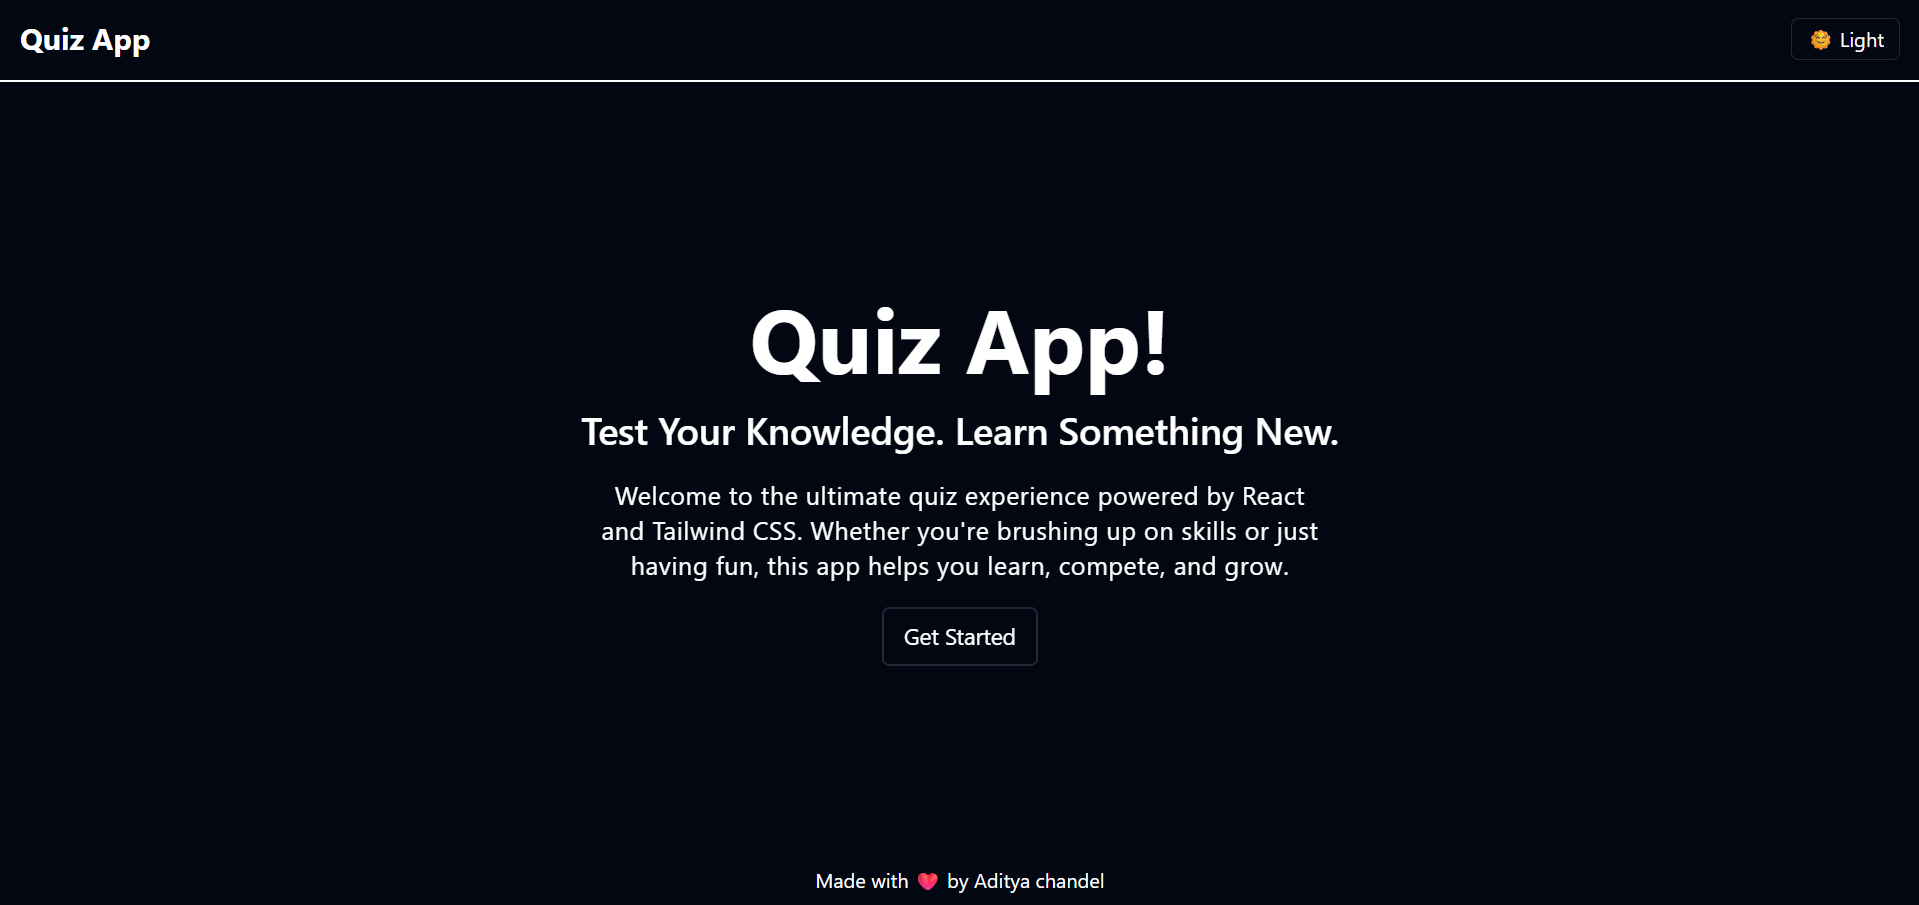 Quiz App
🌞 Light
Quiz App!
Test Your Knowledge. Learn Something New.
Welcome to the ultimate quiz experience powered by React
and Tailwind CSS. Whether you're brushing up on skills or just
having fun, this app helps you learn, compete, and grow.
Get Started
Made with ❤️ by Aditya chandel